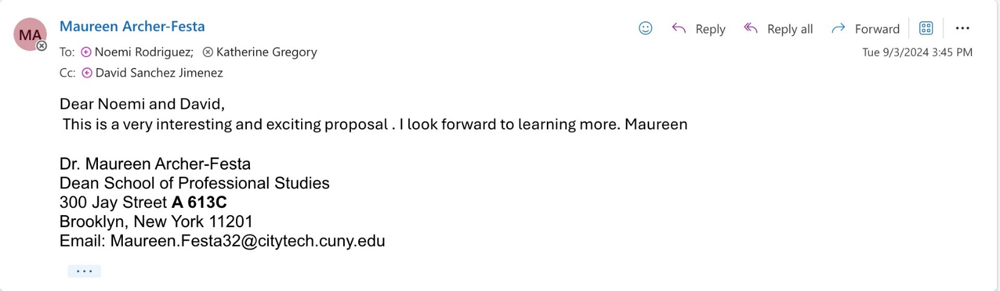 MA
Maureen Archer-Festa
Reply
Reply all
Forward
To: Noemi Rodriguez; Katherine Gregory
Tue 9/3/2024 3:45 PM
Cc: David Sanchez Jimenez
Dear Noemi and David,
This is a very interesting and exciting proposal . I look forward to learning more. Maureen
Dr. Maureen Archer-Festa
Dean School of Professional Studies
300 Jay Street A 613C
Brooklyn, New York 11201
Email: Maureen.Festa32@citytech.cuny.edu